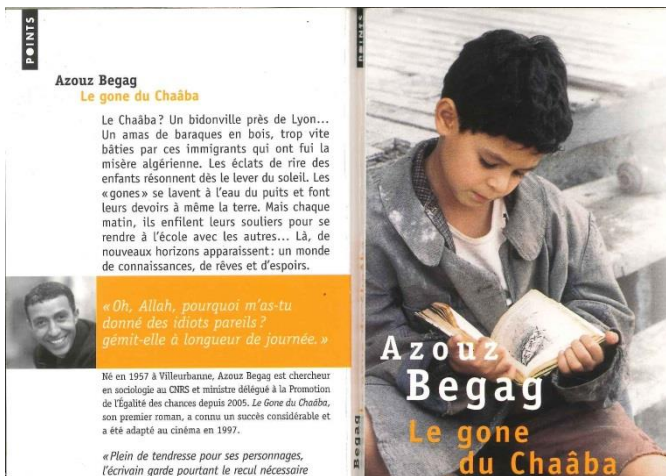 POINTS
Azouz Begag
Le gone du Chaâba
Le Chaâba? Un bidonville près de Lyon...
Un amas de baraques en bois, trop vite
bâties par ces immigrants qui ont fui la
misère algérienne. Les éclats de rire des
enfants résonnent dès le lever du soleil. Les
«gones» se lavent à l'eau du puits et font
leurs devoirs à même la terre. Mais chaque
matin, ils enfilent leurs souliers pour se
rendre à l'école avec les autres... Là, de
nouveaux horizons apparaissent: un monde
de connaissances, de rêves et d'espoirs.
«Oh, Allah, pourquoi m'as-tu
donné des idiots pareils?
gémit-elle à longueur de journée.»
Né en 1957 à Villeurbanne, Azouz Begag est chercheur
en sociologie au CNRS et ministre délégué à la Promotion
de l'Égalité des chances depuis 2005. Le Gone du Chaâba,
son premier roman, a connu un succès considérable et
a été adapté au cinéma en 1997.
«Plein de tendresse pour ses personnages,
l'écrivain garde pourtant le recul nécessaire
POINTS
Begag
Azouz
Begag
Le gone
du Chaâba